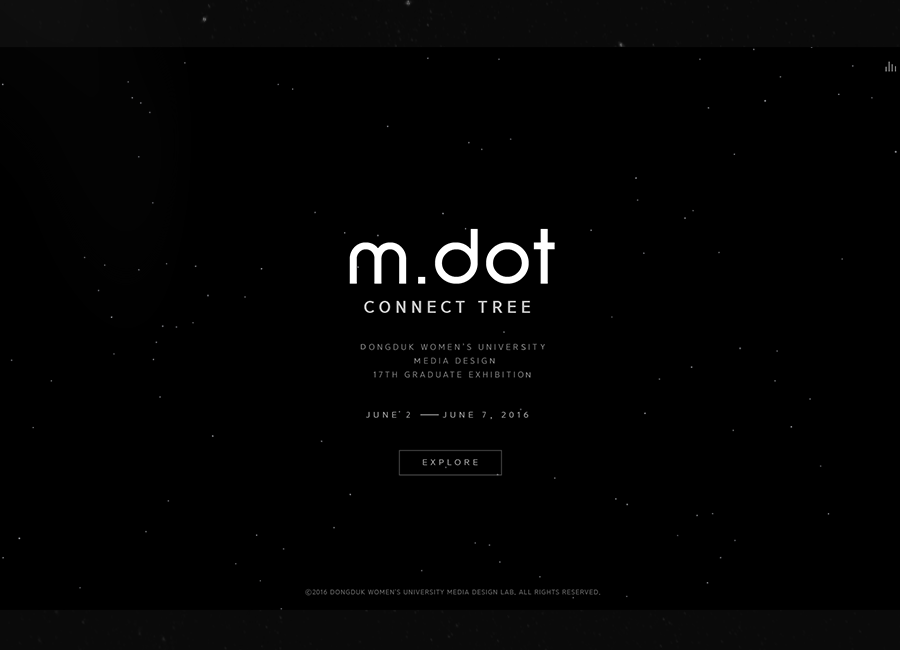 m.dot
CONNECT TREE
DONGDUK WOMEN'S UNIVERSITY
MEDIA DESIGN
17TH GRADUATE EXHIBITION
JUNE 2 — JUNE 7, 2016
EXPLORE
©2016 DONGDUK WOMEN'S UNIVERSITY MEDIA DESIGN LAB, ALL RIGHTS RESERVED.